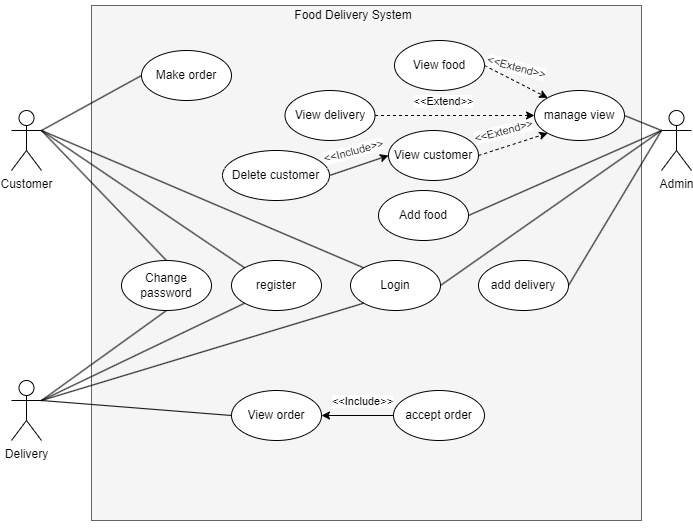 Food Delivery System
View food
<<Extend>>
Make order
<<Extend>>
View delivery
manage view
<<Extend>>
<<Include>>
View customer
Delete customer
Customer
Admin
Add food
Change
password
register
Login
add delivery
<<Include>>
View order
accept order
Delivery